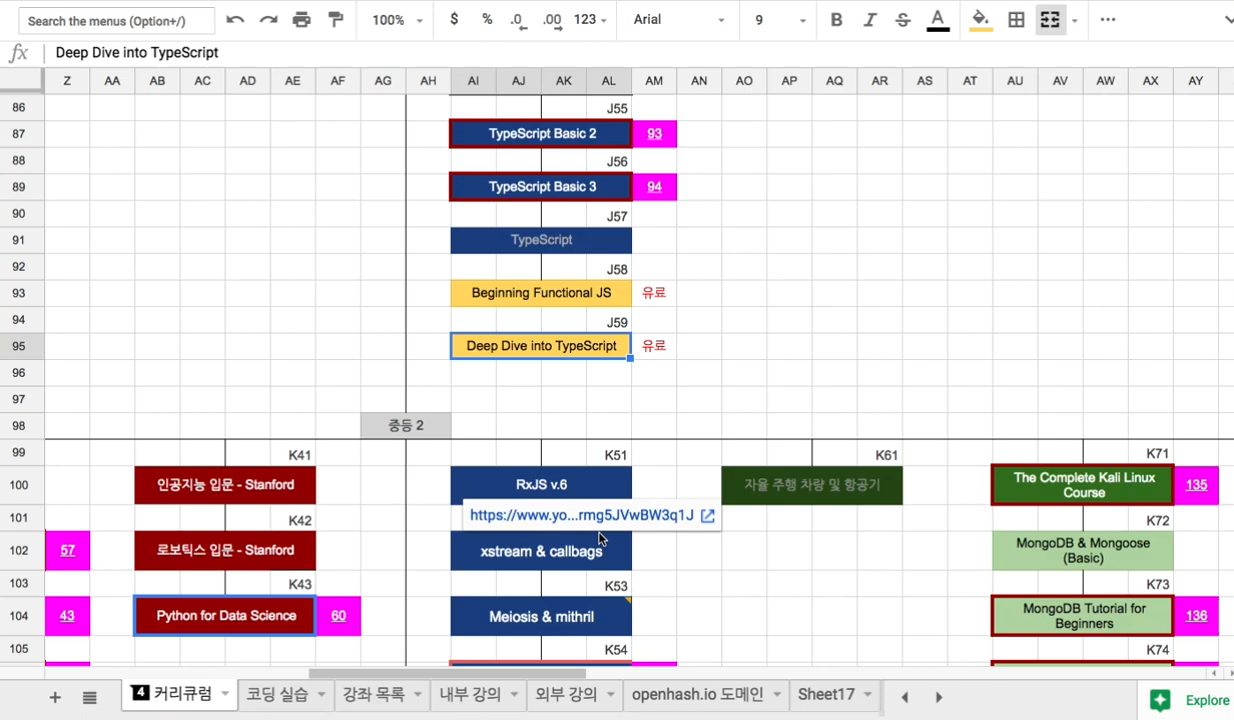 Search the menus (Option+/)
100%
$ % .0 .00 123
Arial
9
B I S A
fx Deep Dive into TypeScript
Z AA AB AC AD AE AF AG AH AI AJ AK AL AM AN AO AP AQ AR AS AT AU AV AW AX AY
86 J55
87 TypeScript Basic 2 93
88 J56
89 TypeScript Basic 3 94
90 J57
91 TypeScript
92 J58
93 Beginning Functional JS 유료
94 J59
95 Deep Dive into TypeScript 유료
96
97
98 중등 2
99 K41 K51 K61 K71
100 인공지능 입문 - Stanford RxJS v.6 자율 주행 차량 및 항공기 The Complete Kali Linux
Course 135
101 K42 https://www.yo...rmg5JVwBW3q1J K72
102 57 로보틱스 입문 - Stanford xstream & callbags MongoDB & Mongoose
(Basic)
103 K43 K53 K73
104 43 Python for Data Science 60 Meiosis & mithril MongoDB Tutorial for
Beginners 136
105 K54 K74
+ 4 커리큘럼 코딩 실습 강좌 목록 내부 강의 외부 강의 openhash.io 도메인 Sheet17 Explore